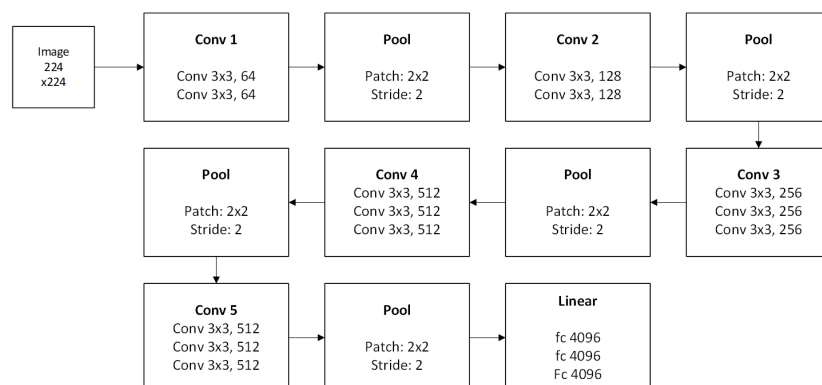 Image
224
x224
Conv 1
Conv 3x3, 64
Conv 3x3, 64
Pool
Patch: 2x2
Stride: 2
Conv 2
Conv 3x3, 128
Conv 3x3, 128
Pool
Patch: 2x2
Stride: 2
Conv 3
Conv 3x3, 256
Conv 3x3, 256
Conv 3x3, 256
Pool
Patch: 2x2
Stride: 2
Conv 4
Conv 3x3, 512
Conv 3x3, 512
Conv 3x3, 512
Pool
Patch: 2x2
Stride: 2
Conv 5
Conv 3x3, 512
Conv 3x3, 512
Conv 3x3, 512
Pool
Patch: 2x2
Stride: 2
Linear
fc 4096
fc 4096
Fc 4096